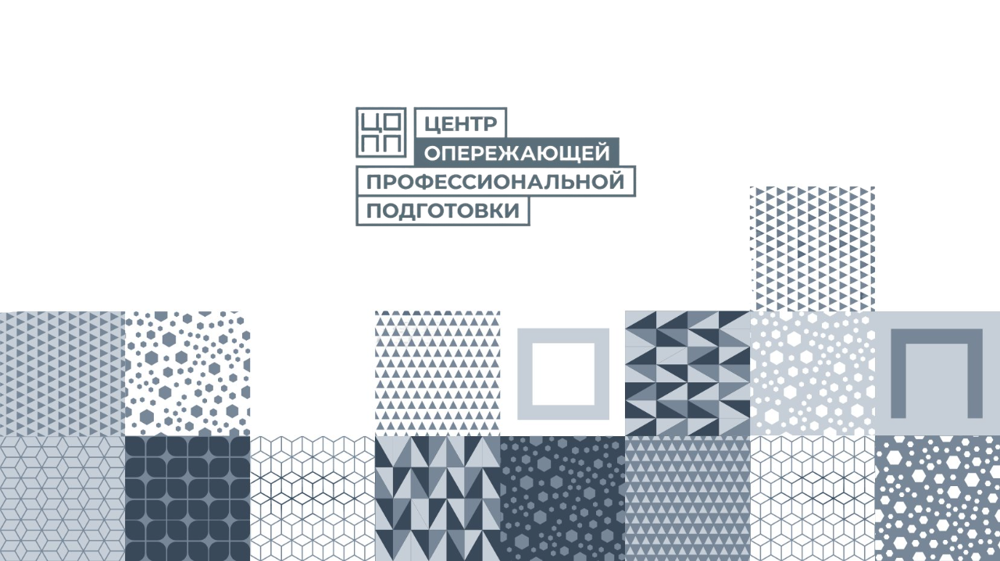 ЦО
ПП
ЦЕНТР
ОПЕРЕЖАЮЩЕЙ
ПРОФЕССИОНАЛЬНОЙ
ПОДГОТОВКИ